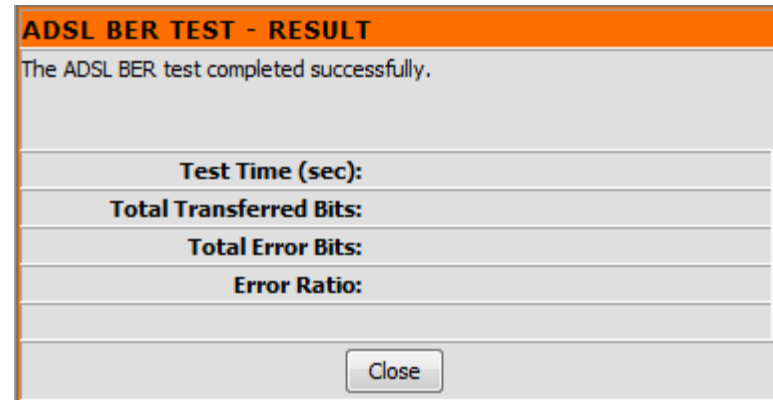 ADSL BER TEST - RESULT
The ADSL BER test completed successfully.
Test Time (sec):
Total Transferred Bits:
Total Error Bits:
Error Ratio:
Close